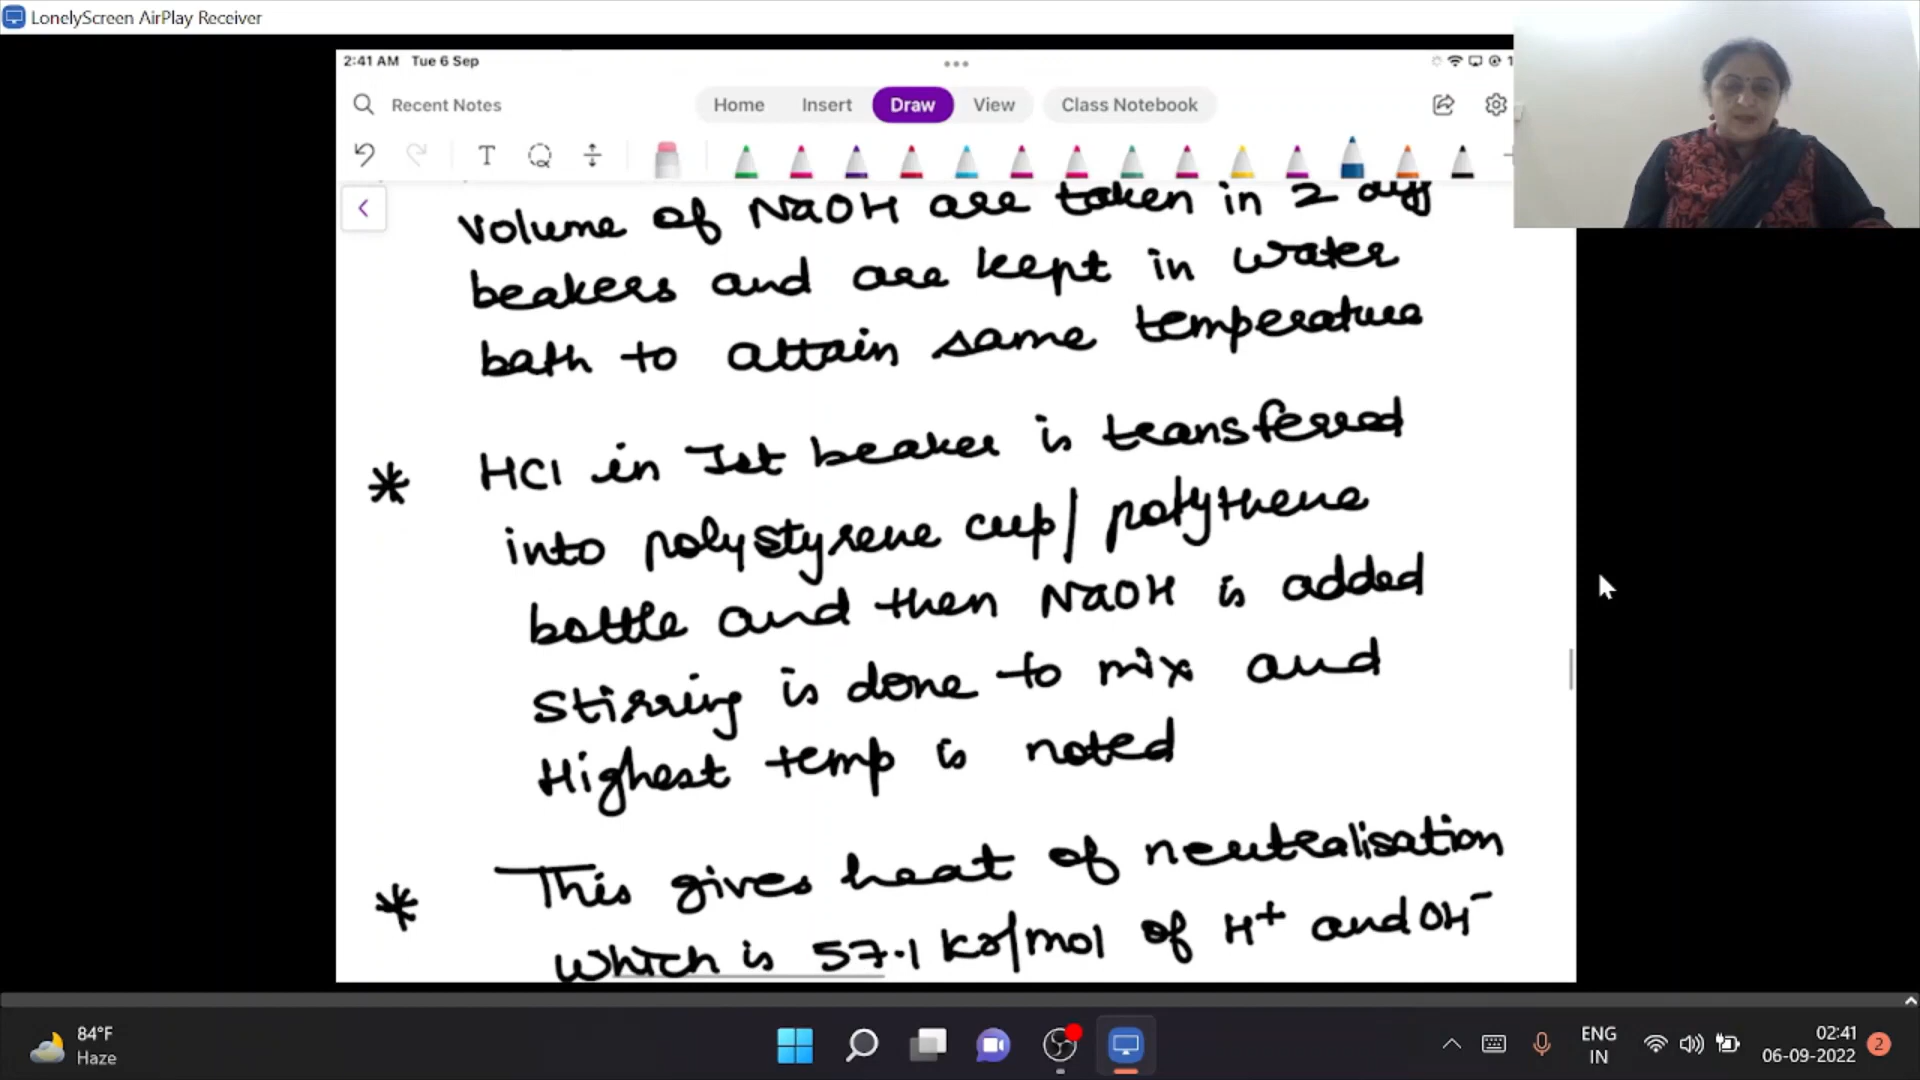 LonelyScreen AirPlay Receiver
2:41 AM Tue 6 Sep
Recent Notes
Home Insert Draw View Class Notebook
T
Volume of NaOH are taken in 2 diff
beakers and are kept in water
bath to attain same temperature
* HCl in Ist beaker is transferred
into polystyrene cup/ polythene
bottle and then NaOH is added
Stirring is done to mix and
Highest temp is noted
* This gives heat of neutralisation
which is 57.1 KJ/mol of H+ and OH-
84°F
Haze
ENG
IN
02:41
06-09-2022
2